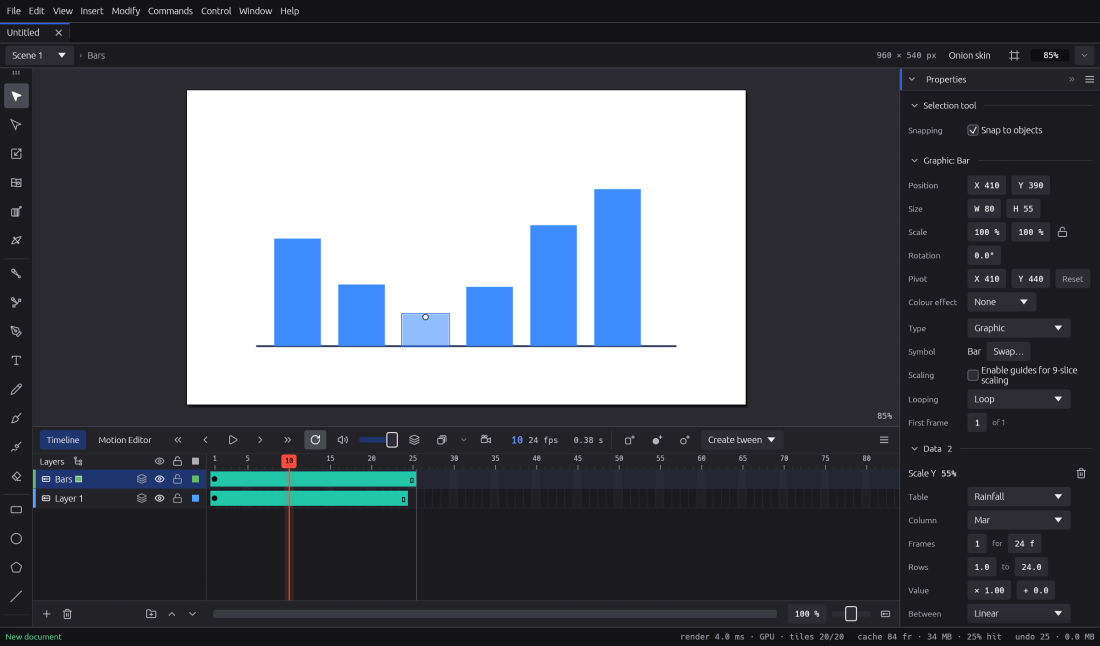 File Edit View Insert Modify Commands Control Window Help
Untitled
Scene 1 › Bars 960 × 540 px Onion skin 85%
Properties
Selection tool
Snapping Snap to objects
Graphic: Bar
Position X 410 Y 390
Size W 80 H 55
Scale 100 % 100 %
Rotation 0.0°
Pivot X 410 Y 440 Reset
Colour effect None
Type Graphic
Symbol Bar Swap...
Scaling Enable guides for 9-slice
scaling
Looping Loop
First frame 1 of 1
Data 2
Scale Y 55%
Table Rainfall
Column Mar
Frames 1 for 24 f
Rows 1.0 to 24.0
Value × 1.00 + 0.0
Between Linear
85%
Timeline Motion Editor 10 24 fps 0.38 s Create tween
Layers 1 5 10 15 20 25 30 35 40 45 50 55 60 65 70 75 80
Bars
Layer 1
100 %
New document render 4.0 ms · GPU · tiles 20/20 cache 84 fr · 34 MB · 25% hit undo 25 · 0.0 MB